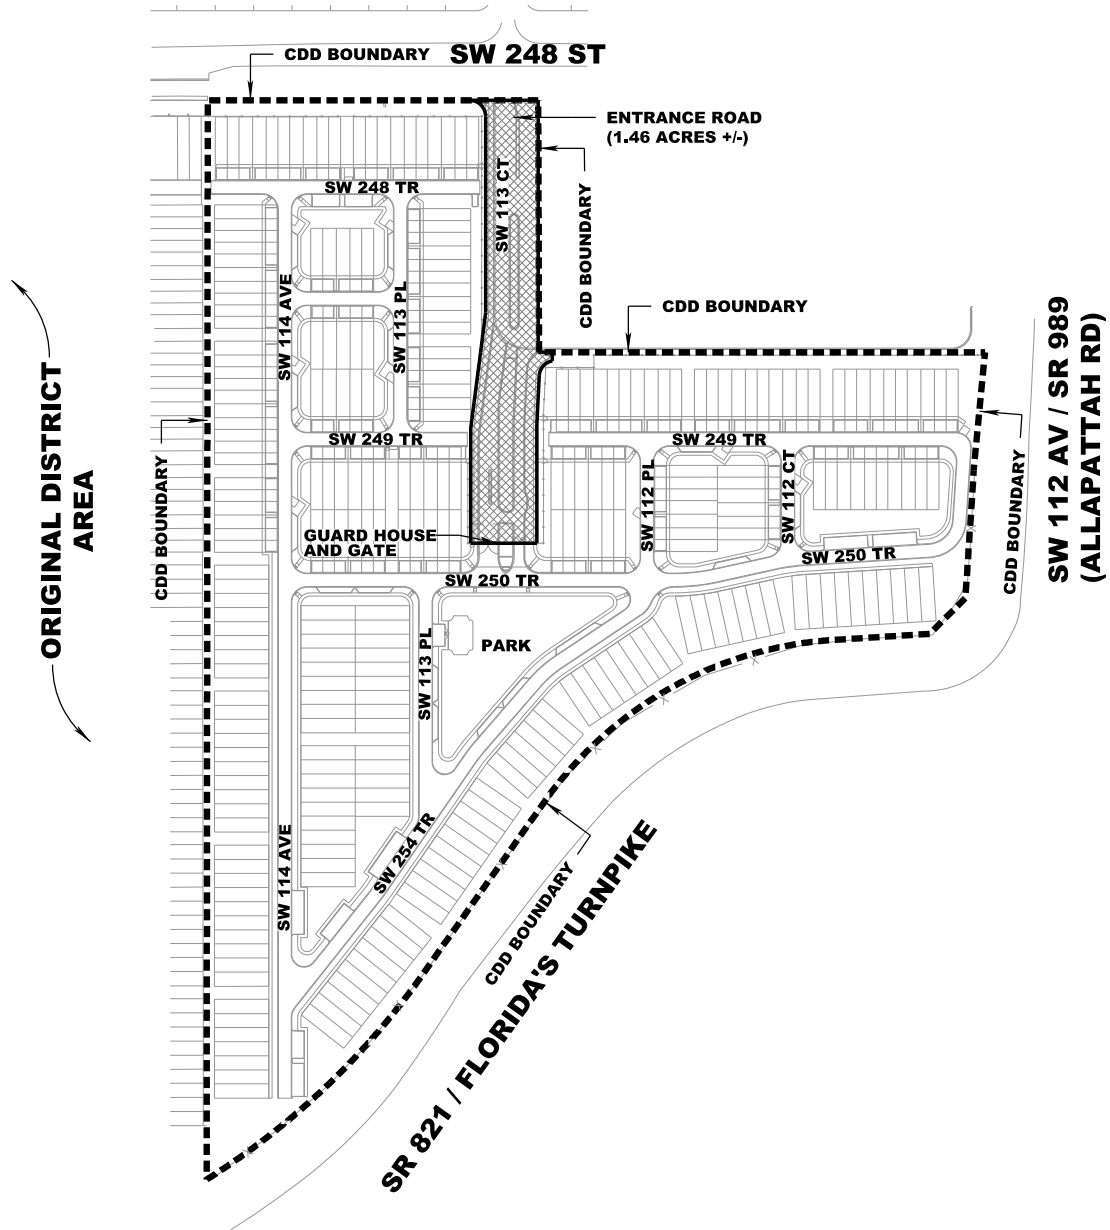 CDD BOUNDARY
SW 248 ST
ENTRANCE ROAD
(1.46 ACRES +/-)
SW 113 CT
SW 248 TR
CDD BOUNDARY
SW 114 AVE
SW 113 PL
CDD BOUNDARY
SW 112 AV / SR 989
(ALLAPATTAH RD)
ORIGINAL DISTRICT
AREA
CDD BOUNDARY
SW 249 TR
SW 249 TR
SW 112 PL
SW 112 CT
CDD BOUNDARY
GUARD HOUSE
AND GATE
SW 250 TR
SW 250 TR
PARK
SW 113 PL
SW 114 AVE
SW 254 TR
CDD BOUNDARY
SR 821 / FLORIDA'S TURNPIKE